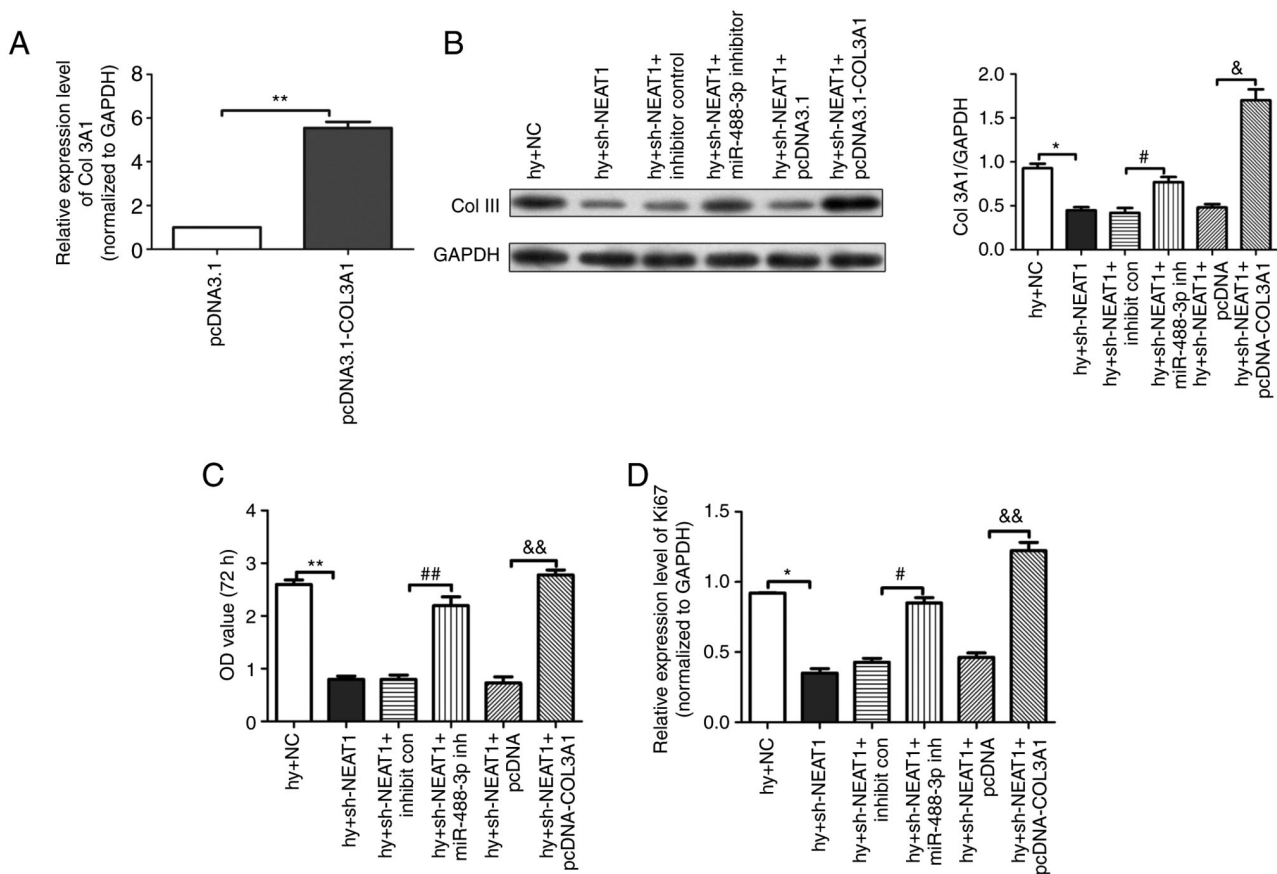 A
Relative expression level
of Col 3A1
(normalized to GAPDH)
8
6
4
2
0
**
pcDNA3.1
pcDNA3.1-COL3A1
B
hy+NC
hy+sh-NEAT1
hy+sh-NEAT1+
inhibitor control
hy+sh-NEAT1+
miR-488-3p inhibitor
hy+sh-NEAT1+
pcDNA3.1
hy+sh-NEAT1+
pcDNA3.1-COL3A1
Col III
GAPDH
Col 3A1/GAPDH
2.0
1.5
1.0
0.5
0.0
*
#
&
hy+NC
hy+sh-NEAT1
hy+sh-NEAT1+
inhibit con
hy+sh-NEAT1+
miR-488-3p inh
hy+sh-NEAT1+
pcDNA
hy+sh-NEAT1+
pcDNA-COL3A1
C
OD value (72 h)
4
3
2
1
0
**
##
&&
hy+NC
hy+sh-NEAT1
hy+sh-NEAT1+
inhibit con
hy+sh-NEAT1+
miR-488-3p inh
hy+sh-NEAT1+
pcDNA
hy+sh-NEAT1+
pcDNA-COL3A1
D
Relative expression level of Ki67
(normalized to GAPDH)
1.5
1.0
0.5
0.0
*
#
&&
hy+NC
hy+sh-NEAT1
hy+sh-NEAT1+
inhibit con
hy+sh-NEAT1+
miR-488-3p inh
hy+sh-NEAT1+
pcDNA
hy+sh-NEAT1+
pcDNA-COL3A1